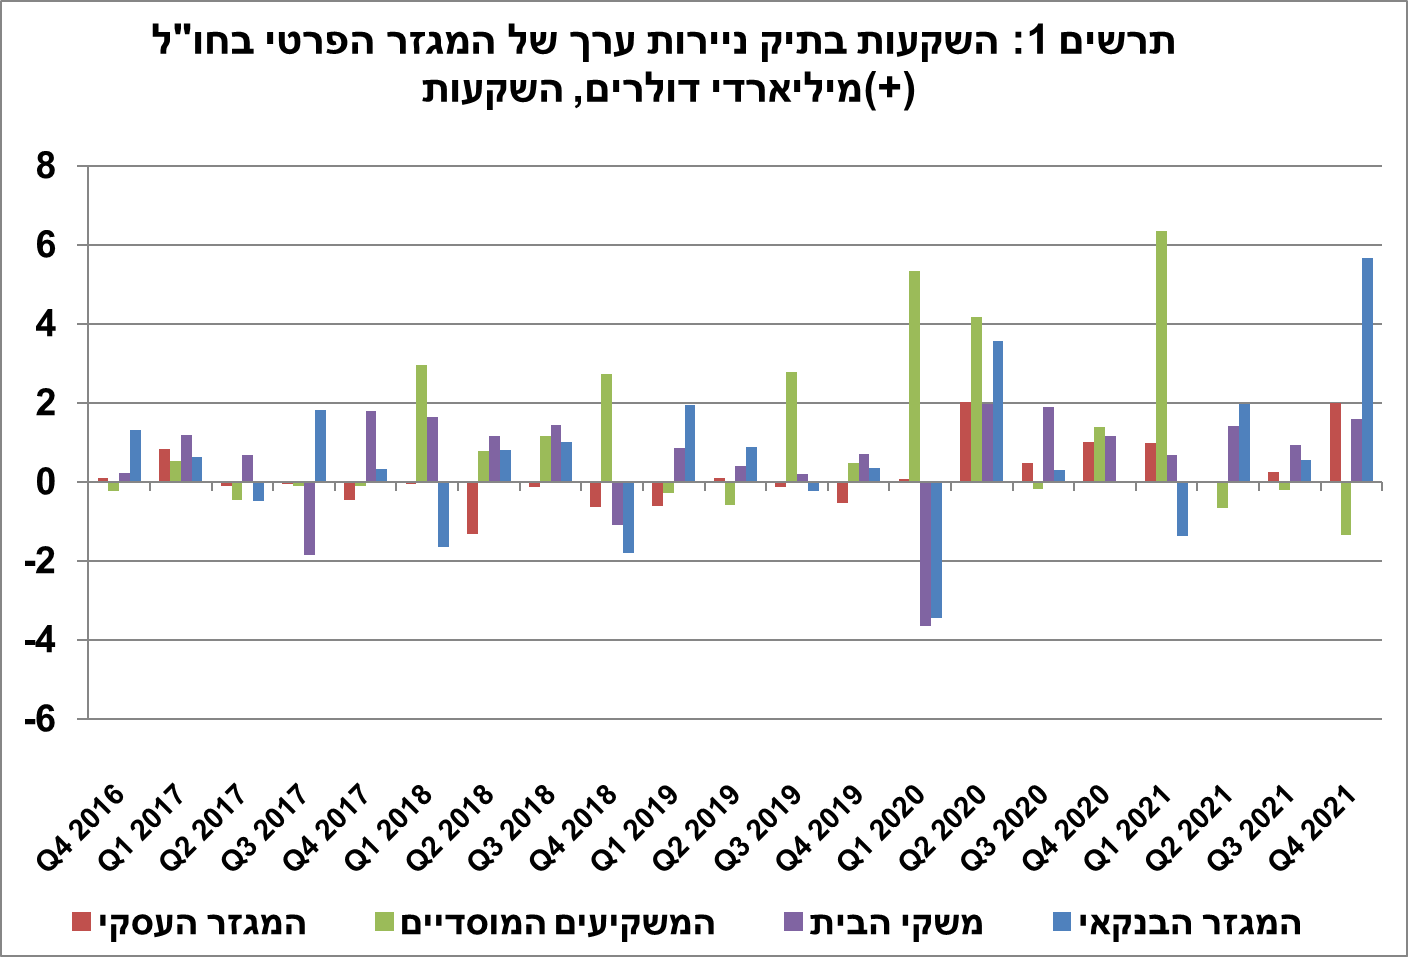 תרשים 1: השקעות בתיק ניירות ערך של המגזר הפרטי בחו"ל
מיליארדי דולרים, השקעות(+)
8
6
4
2
0
-2
-4
-6
Q4 2016
Q1 2017
Q2 2017
Q3 2017
Q4 2017
Q1 2018
Q2 2018
Q3 2018
Q4 2018
Q1 2019
Q2 2019
Q3 2019
Q4 2019
Q1 2020
Q2 2020
Q3 2020
Q4 2020
Q1 2021
Q2 2021
Q3 2021
Q4 2021
המגזר העסקי
המשקיעים המוסדיים
משקי הבית
המגזר הבנקאי